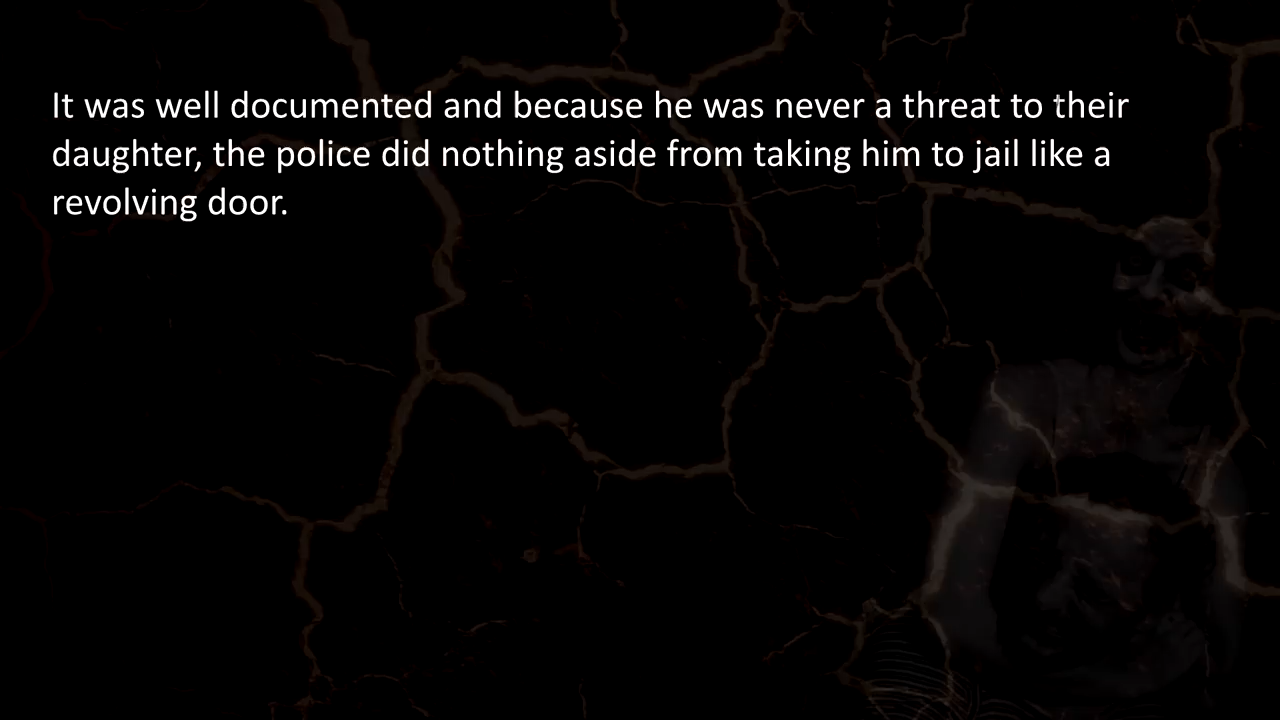 It was well documented and because he was never a threat to their
daughter, the police did nothing aside from taking him to jail like a
revolving door.